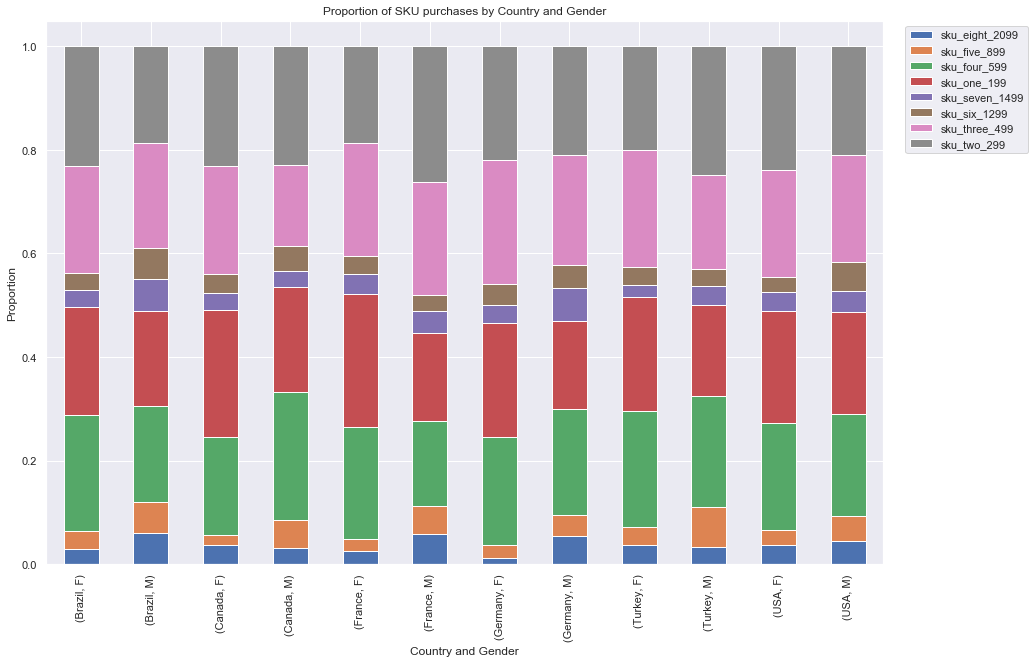 Proportion of SKU purchases by Country and Gender
sku_eight_2099
sku_five_899
sku_four_599
sku_one_199
sku_seven_1499
sku_six_1299
sku_three_499
sku_two_299
Proportion
1.0
0.8
0.6
0.4
0.2
0.0
(Brazil, F)
(Brazil, M)
(Canada, F)
(Canada, M)
(France, F)
(France, M)
(Germany, F)
(Germany, M)
(Turkey, F)
(Turkey, M)
(USA, F)
(USA, M)
Country and Gender